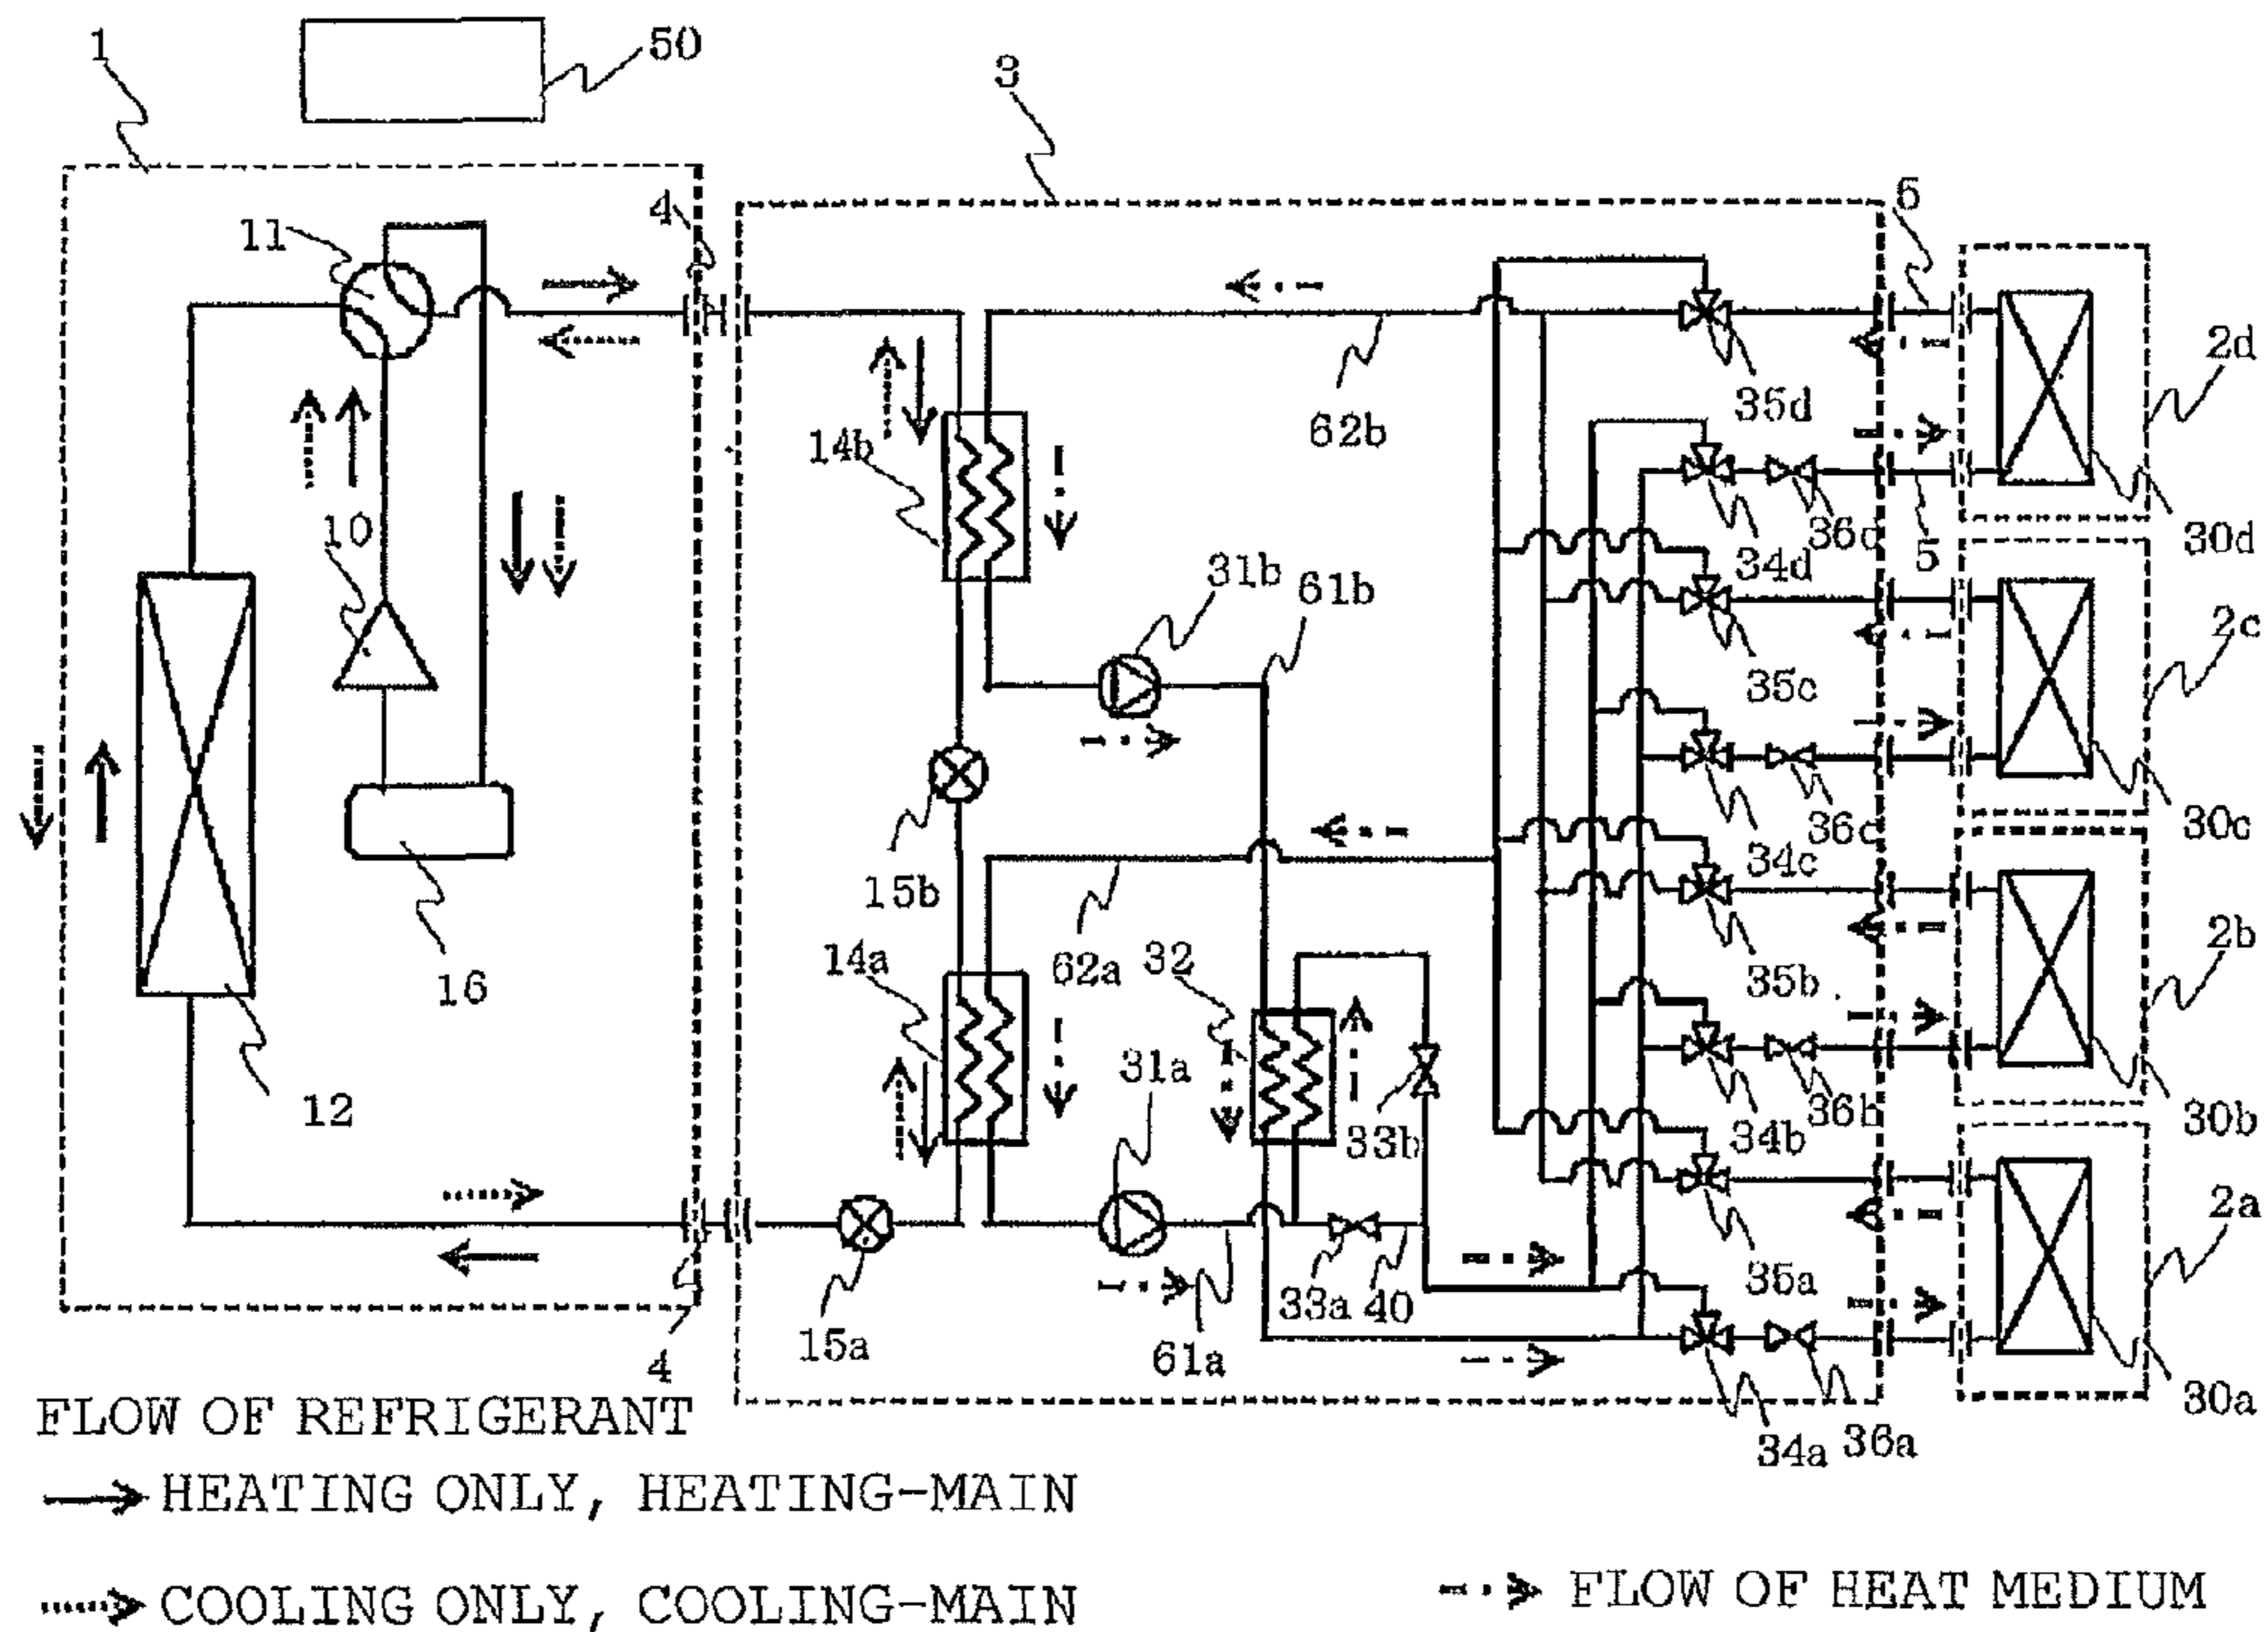 1
50
3
4
5
11
2d
35d
62b
14b
10
36d
5
30d
34d
31b
61b
2c
35c
36c
30c
34c
15b
16
14a
62a
32
35b
2b
12
31a
33b
36b
34b
30b
35a
2a
33a
40
15a
61a
4
30a
34a
36a
FLOW OF REFRIGERANT
HEATING ONLY, HEATING-MAIN
COOLING ONLY, COOLING-MAIN
FLOW OF HEAT MEDIUM